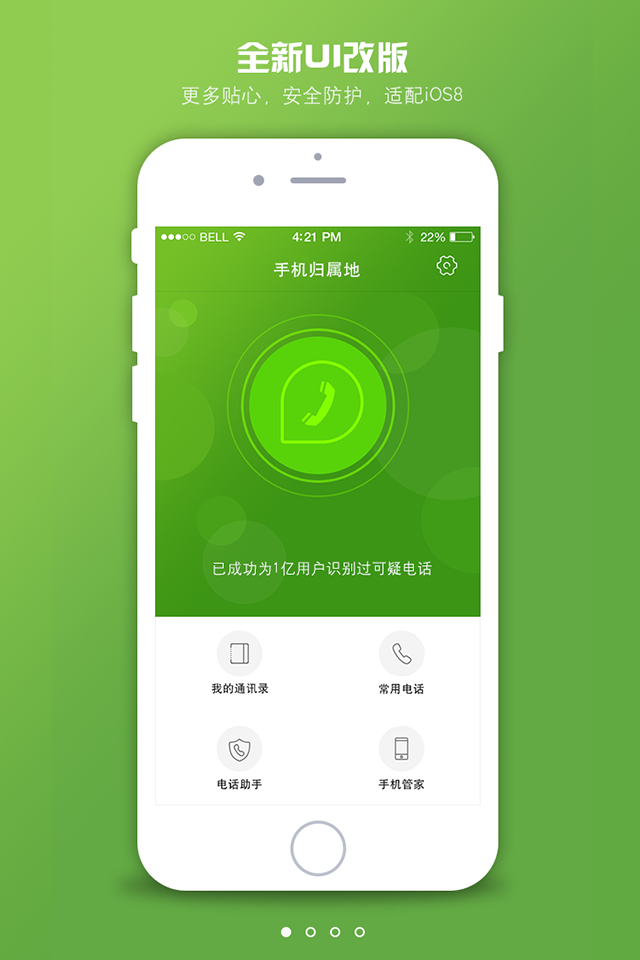 全新UI改版
更多贴心，安全防护，适配iOS8
BELL 4:21 PM 22%
手机归属地
已成功为1亿用户识别过可疑电话
我的通讯录 常用电话
电话助手 手机管家